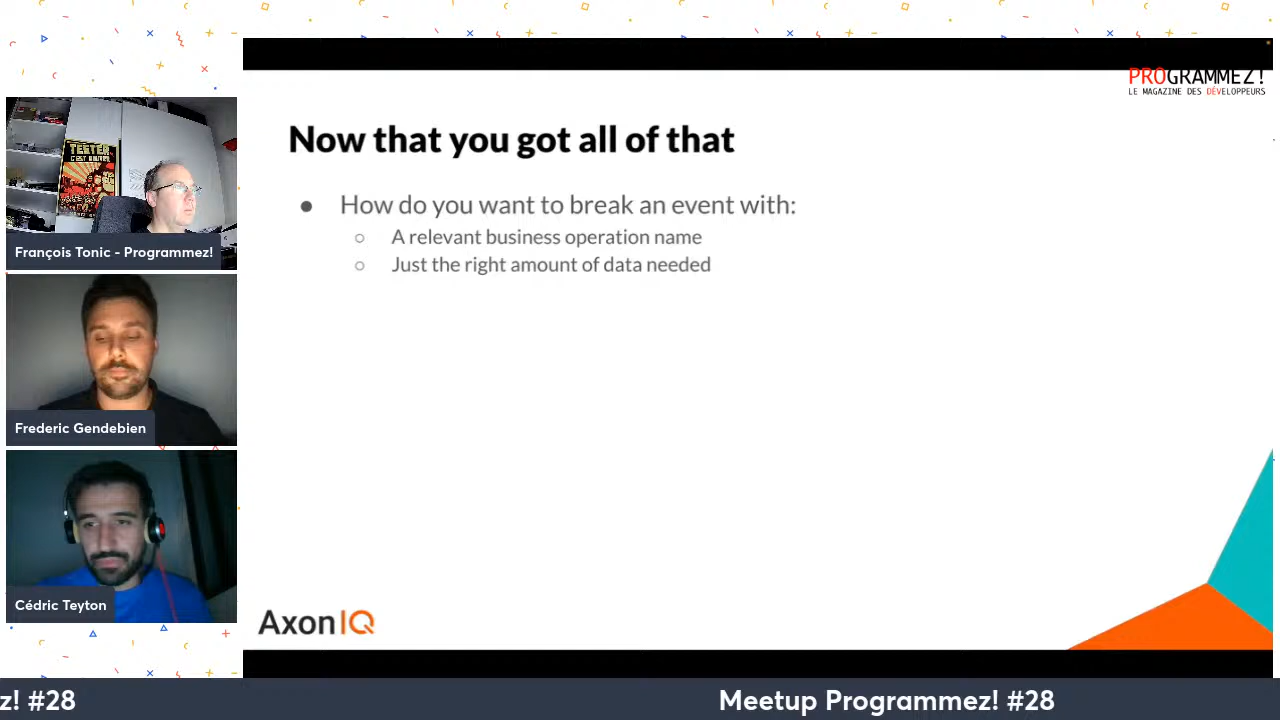 PROGRAMMEZ!
LE MAGAZINE DES DÉVELOPPEURS
Now that you got all of that
● How do you want to break an event with:
○ A relevant business operation name
○ Just the right amount of data needed
AxonIQ
TESTER
François Tonic - Programmez!
Frederic Gendebien
Cédric Teyton
z! #28
Meetup Programmez! #28